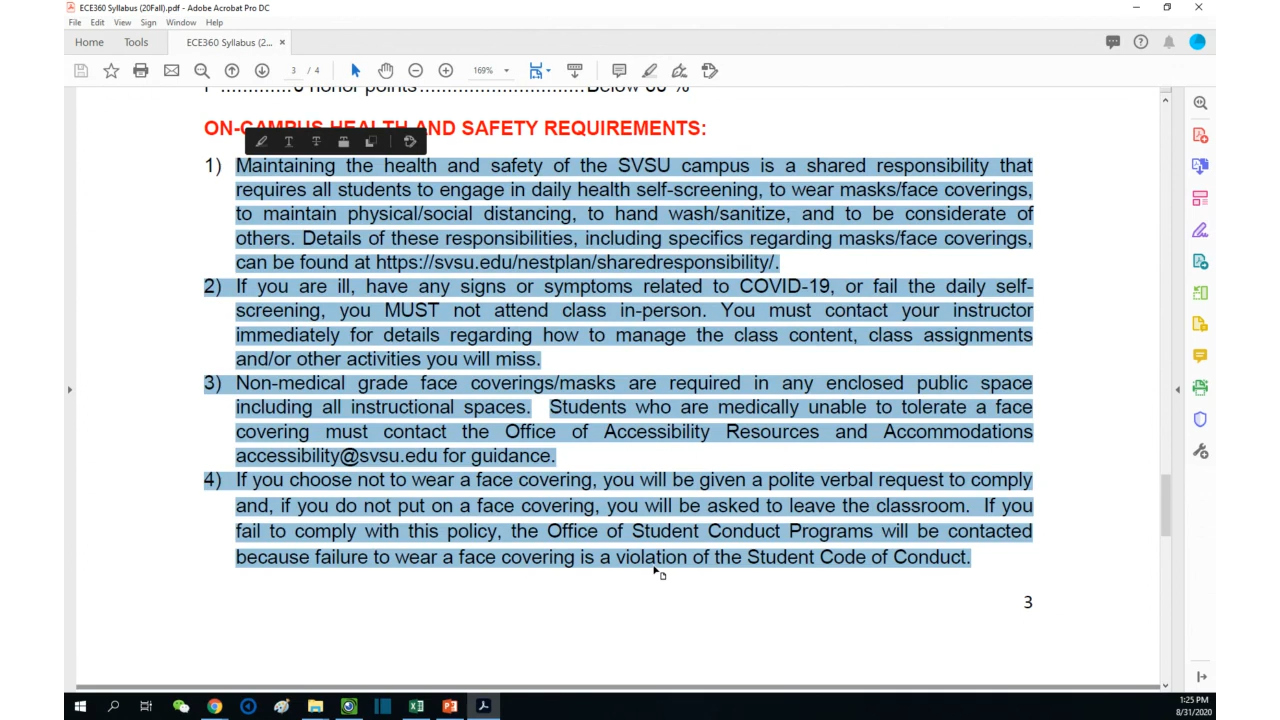 ECE360 Syllabus (20Fall).pdf - Adobe Acrobat Pro DC
File Edit View Sign Window Help
Home Tools ECE360 Syllabus (2... ×
3 / 4 169%
ON-CAMPUS HEALTH AND SAFETY REQUIREMENTS:
1) Maintaining the health and safety of the SVSU campus is a shared responsibility that
requires all students to engage in daily health self-screening, to wear masks/face coverings,
to maintain physical/social distancing, to hand wash/sanitize, and to be considerate of
others. Details of these responsibilities, including specifics regarding masks/face coverings,
can be found at https://svsu.edu/nestplan/sharedresponsibility/.
2) If you are ill, have any signs or symptoms related to COVID-19, or fail the daily self-
screening, you MUST not attend class in-person. You must contact your instructor
immediately for details regarding how to manage the class content, class assignments
and/or other activities you will miss.
3) Non-medical grade face coverings/masks are required in any enclosed public space
including all instructional spaces. Students who are medically unable to tolerate a face
covering must contact the Office of Accessibility Resources and Accommodations
accessibility@svsu.edu for guidance.
4) If you choose not to wear a face covering, you will be given a polite verbal request to comply
and, if you do not put on a face covering, you will be asked to leave the classroom. If you
fail to comply with this policy, the Office of Student Conduct Programs will be contacted
because failure to wear a face covering is a violation of the Student Code of Conduct.
3
1:25 PM
8/31/2020